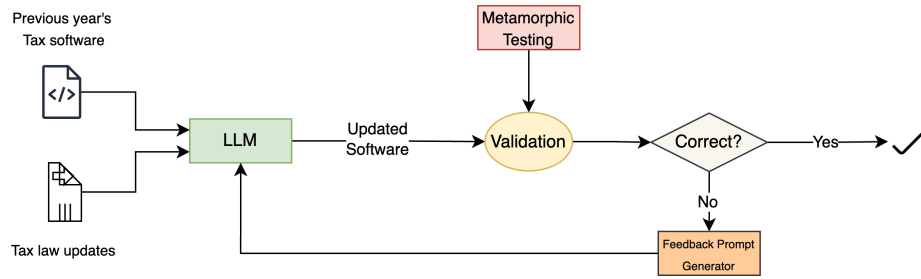 Previous year's
Tax software
</>
Tax law updates
LLM
Updated
Software
Metamorphic
Testing
Validation
Correct?
Yes
No
Feedback Prompt
Generator